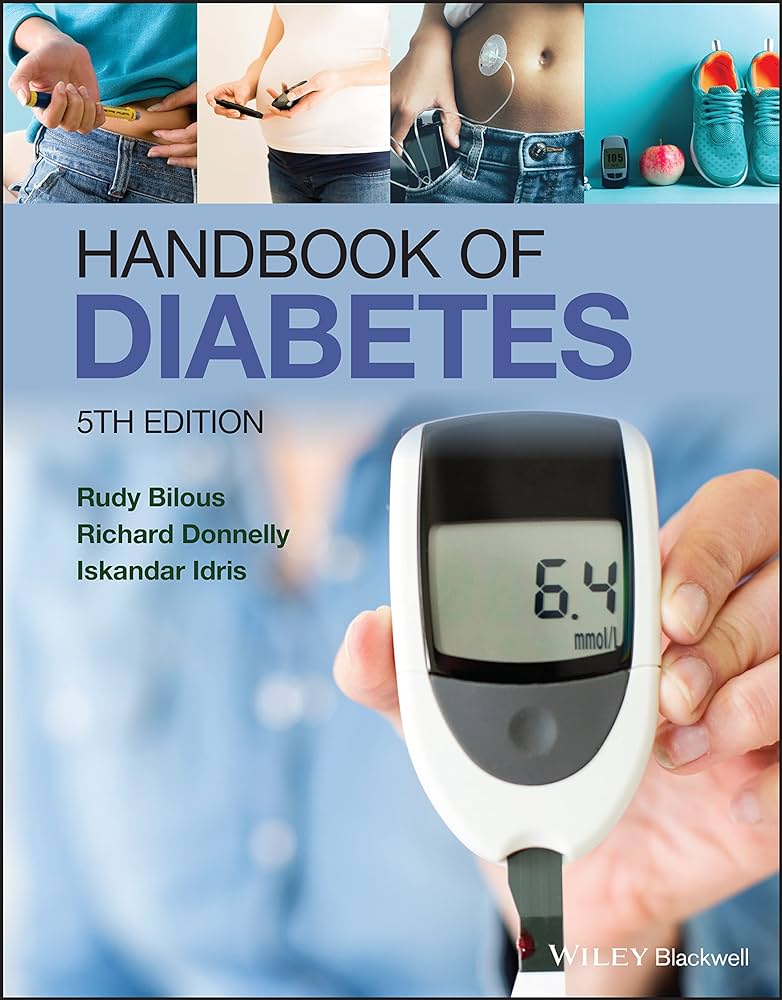 105
HANDBOOK OF
DIABETES
5TH EDITION
Rudy Bilous
Richard Donnelly
Iskandar Idris
6.4
mmol/L
WILEY Blackwell